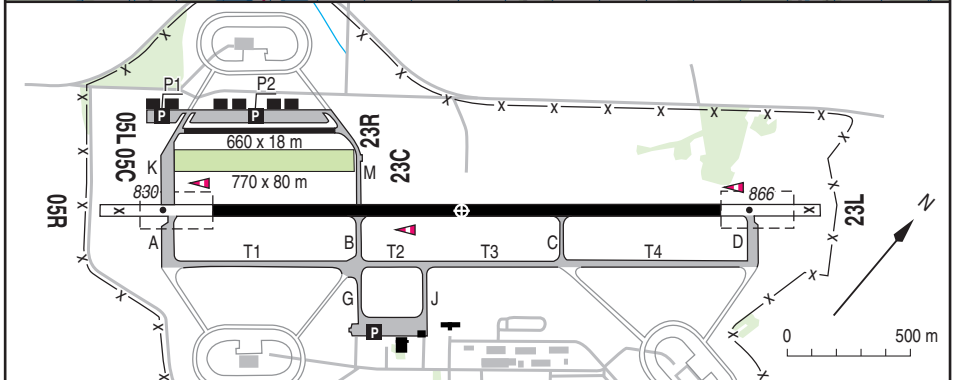 P1
P2
05L
05C
23R
660 x 18 m
23C
K
M
770 x 80 m
P
P
830
866
05R
23L
N
A
B
C
D
T1
T2
T3
T4
G
J
P
0
500 m